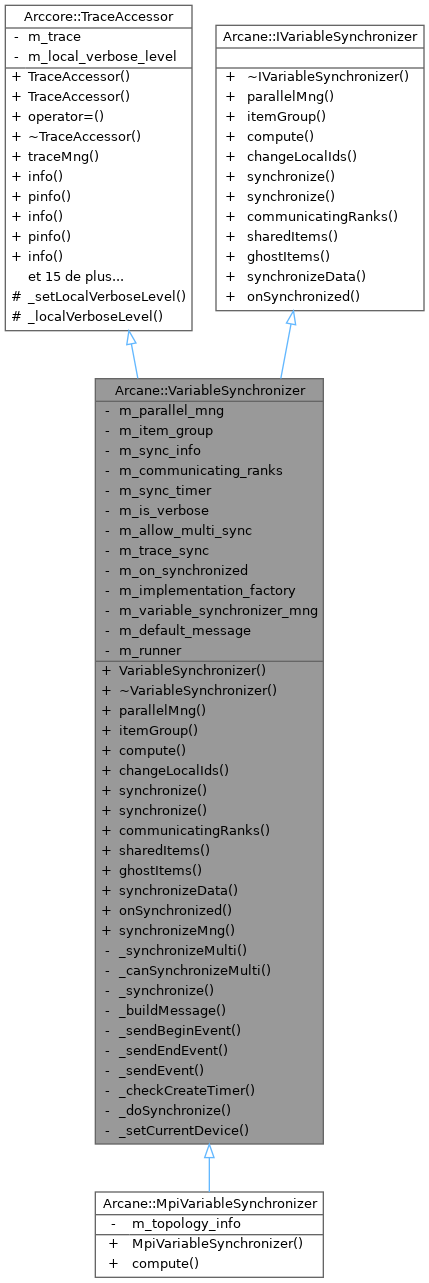 Arccore::TraceAccessor
- m_trace
- m_local_verbose_level
+ TraceAccessor()
+ TraceAccessor()
+ operator=()
+ ~TraceAccessor()
+ traceMng()
+ info()
+ pinfo()
+ info()
+ pinfo()
+ info()
et 15 de plus...
# _setLocalVerboseLevel()
# _localVerboseLevel()
Arcane::IVariableSynchronizer
+ ~IVariableSynchronizer()
+ parallelMng()
+ itemGroup()
+ compute()
+ changeLocalIds()
+ synchronize()
+ synchronize()
+ communicatingRanks()
+ sharedItems()
+ ghostItems()
+ synchronizeData()
+ onSynchronized()
Arcane::VariableSynchronizer
- m_parallel_mng
- m_item_group
- m_sync_info
- m_communicating_ranks
- m_sync_timer
- m_is_verbose
- m_allow_multi_sync
- m_trace_sync
- m_on_synchronized
- m_implementation_factory
- m_variable_synchronizer_mng
- m_default_message
- m_runner
+ VariableSynchronizer()
+ ~VariableSynchronizer()
+ parallelMng()
+ itemGroup()
+ compute()
+ changeLocalIds()
+ synchronize()
+ synchronize()
+ communicatingRanks()
+ sharedItems()
+ ghostItems()
+ synchronizeData()
+ onSynchronized()
+ synchronizeMng()
- _synchronizeMulti()
- _canSynchronizeMulti()
- _synchronize()
- _buildMessage()
- _sendBeginEvent()
- _sendEndEvent()
- _sendEvent()
- _checkCreateTimer()
- _doSynchronize()
- _setCurrentDevice()
Arcane::MpiVariableSynchronizer
- m_topology_info
+ MpiVariableSynchronizer()
+ compute()